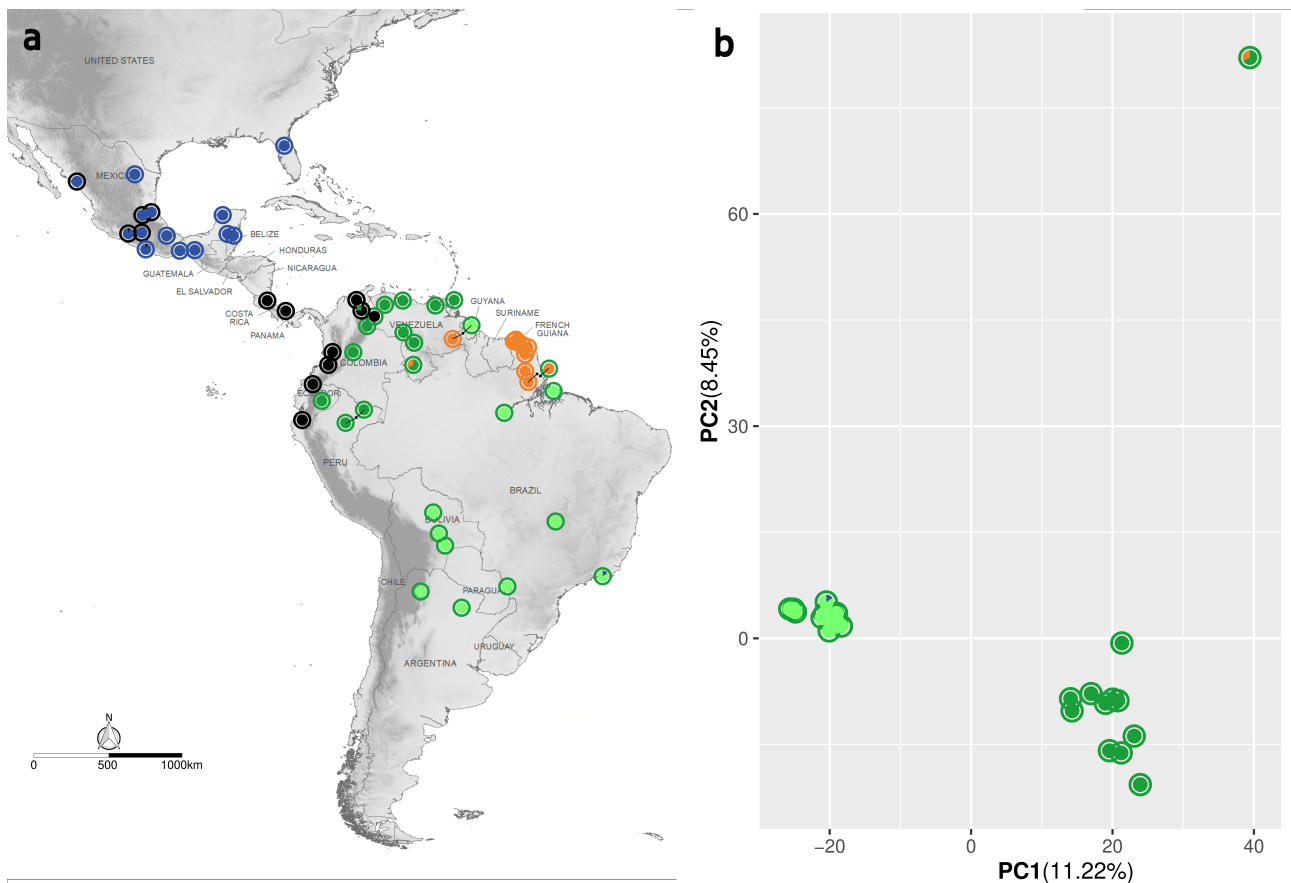 a
UNITED STATES
MEXIC
BELIZE
HONDURAS
GUATEMALA
NICARAGUA
EL SALVADOR
COSTA
RICA
PANAMA
VENEZUELA
GUYANA
SURINAME
FRENCH
GUIANA
COLOMBIA
ECUADOR
PERU
BRAZIL
BOLIVIA
CHILE
PARAGUA
URUGUAY
ARGENTINA
N
0 500 1000km
b
PC2(8.45%)
60
30
0
−20 0 20 40
PC1(11.22%)